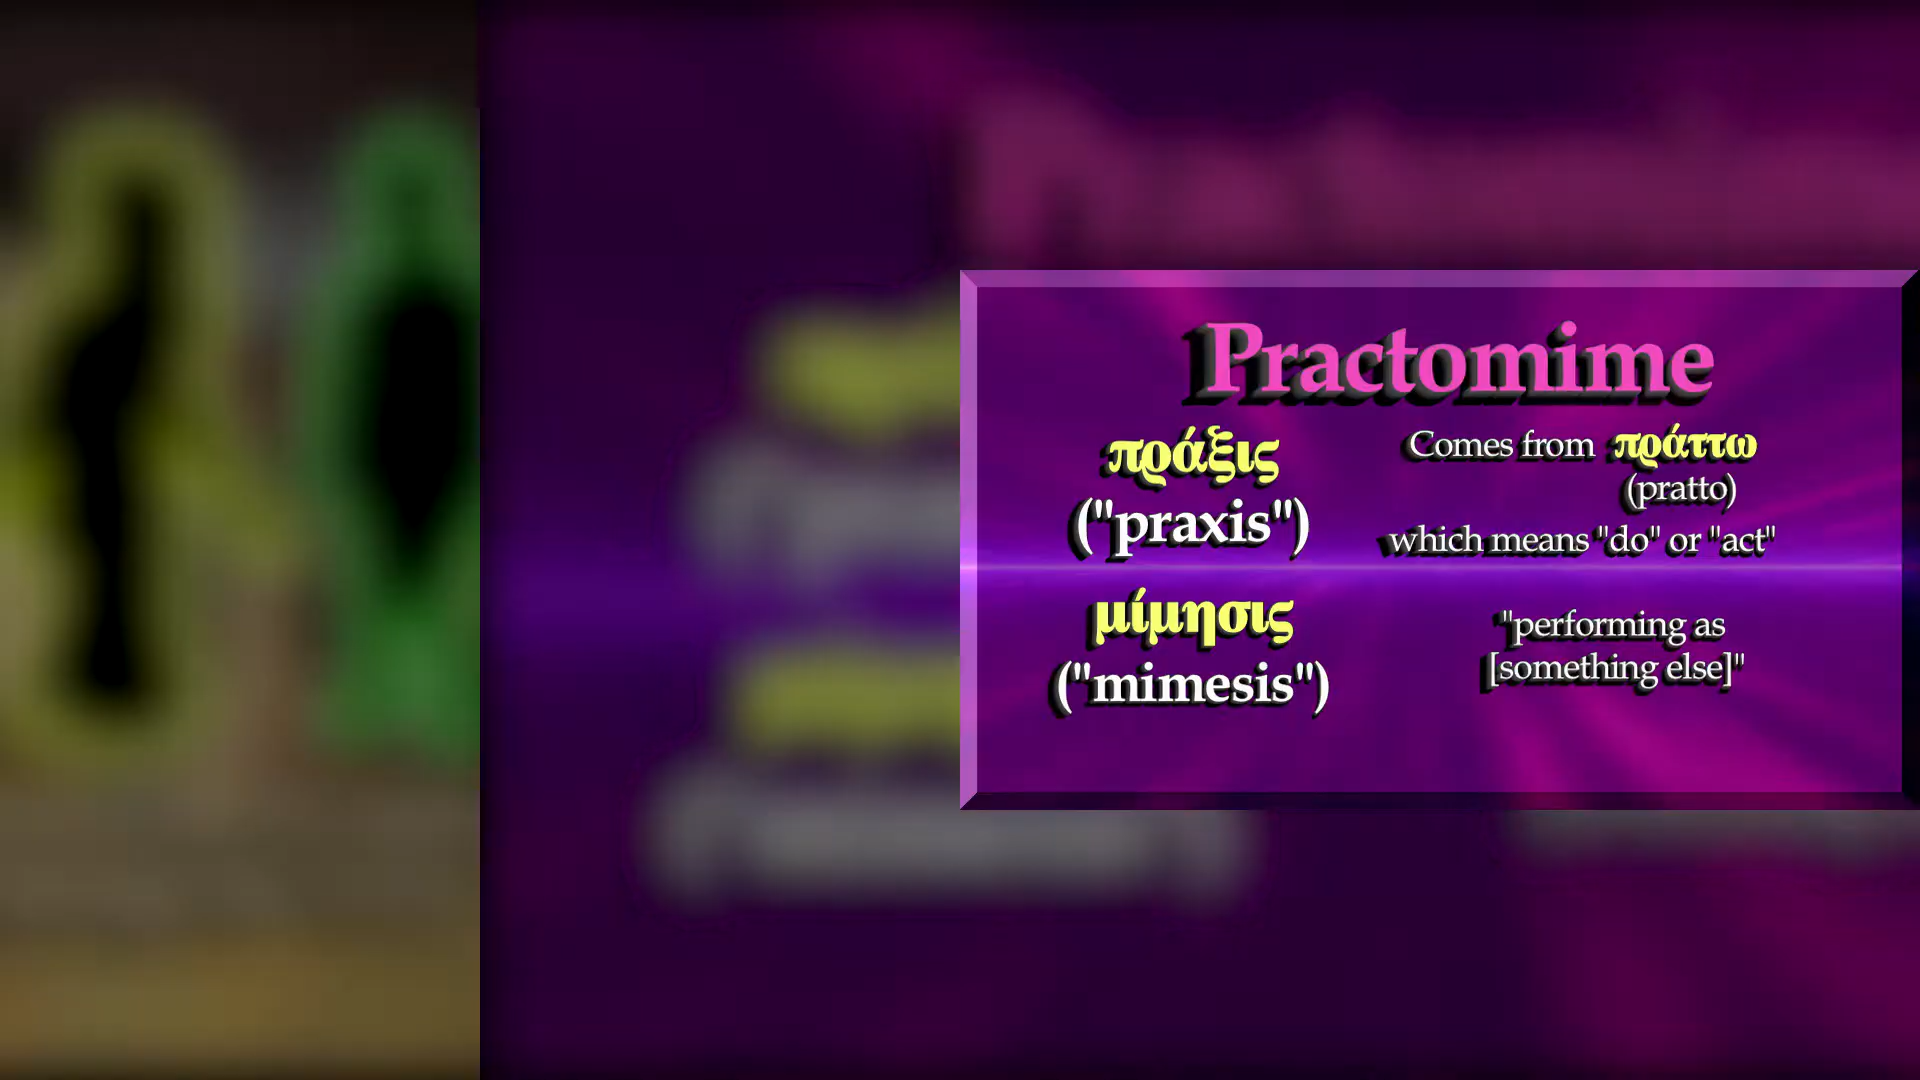 Practomime
πράξις
("praxis")
Comes from πράττω
(pratto)
which means "do" or "act"
μίμησις
("mimesis")
"performing as
[something else]"